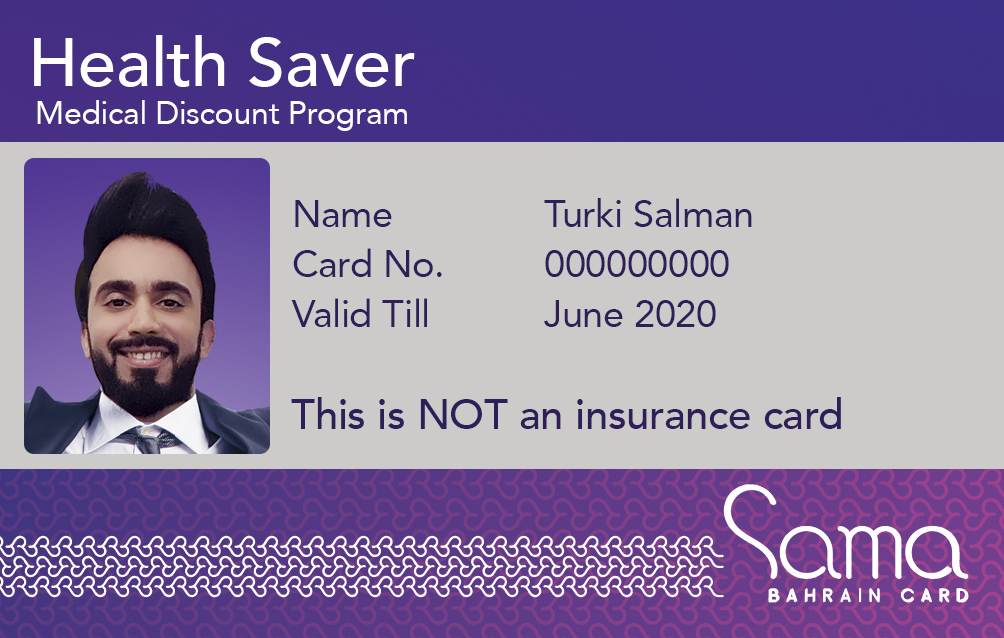 Health Saver
Medical Discount Program
Name Turki Salman
Card No. 000000000
Valid Till June 2020
This is NOT an insurance card
Sama
BAHRAIN CARD